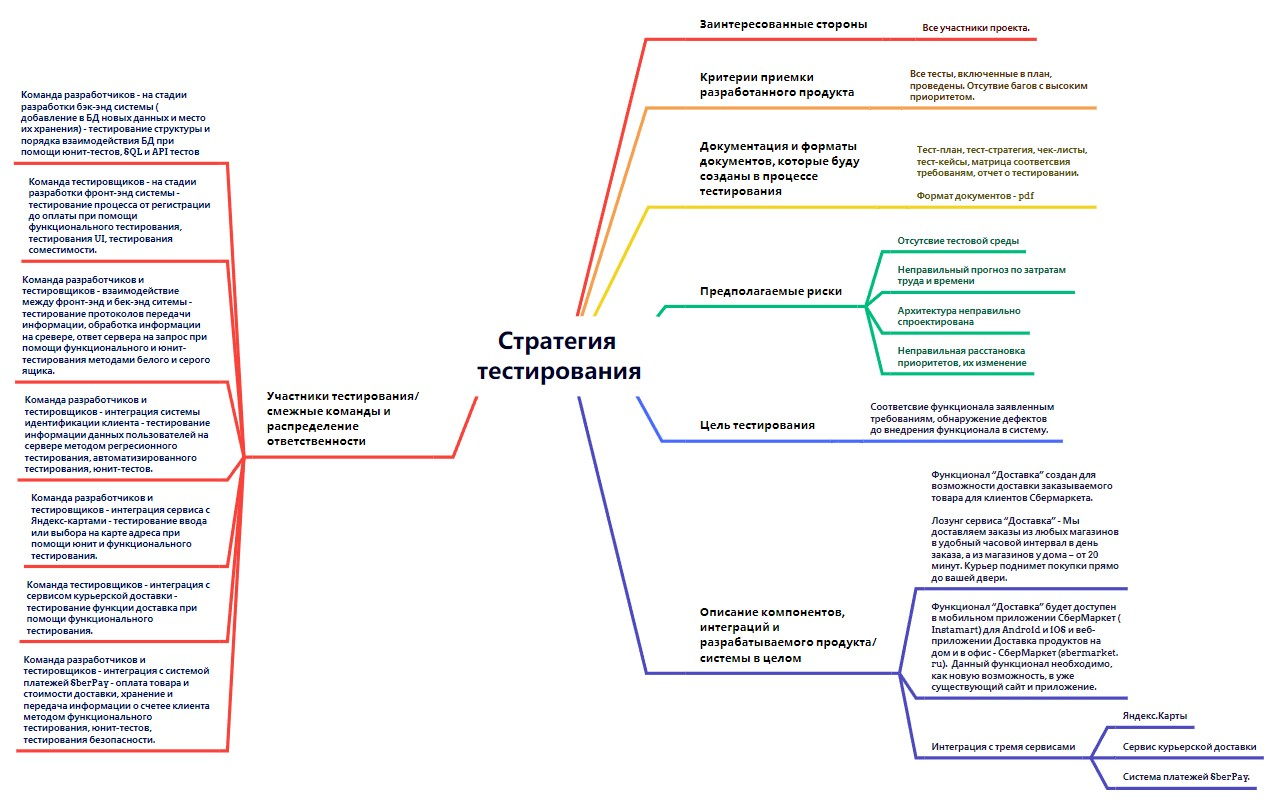 Стратегия
тестирования
Заинтересованные стороны
Все участники проекта.
Критерии приемки
разработанного продукта
Все тесты, включенные в план,
проведены. Отсутвие багов с высоким
приоритетом.
Документация и форматы
документов, которые буду
созданы в процессе
тестирования
Тест-план, тест-стратегия, чек-листы,
тест-кейсы, матрица соответсвия
требованям, отчет о тестировании.
Формат документов - pdf
Предполагаемые риски
Отсутсвие тестовой среды
Неправильный прогноз по затратам
труда и времени
Архитектура неправильно
спроектирована
Неправильная расстановка
приоритетов, их изменение
Цель тестирования
Соответсвие функционала заявленным
требованиям, обнаружение дефектов
до внедрения функционала в систему.
Описание компонентов,
интеграций и
разрабатываемого продукта/
системы в целом
Функционал “Доставка” создан для
возможности доставки заказываемого
товара для клиентов Сбермаркета.
Лозунг сервиса “Доставка” - Мы
доставляем заказы из любых магазинов
в удобный часовой интервал в день
заказа, а из магазинов у дома – от 20
минут. Курьер поднимет покупки прямо
до вашей двери.
Функционал “Доставка” будет доступен
в мобильном приложении СберМаркет (
Instamart) для Android и IOS и веб-
приложении Доставка продуктов на
дом и в офис - СберМаркет (sbermarket.
ru). Данный функционал необходимо,
как новую возможность, в уже
существующий сайт и приложение.
Интеграция с тремя сервисами
Яндекс.Карты
Сервис курьерской доставки
Система платежей SberPay.
Участники тестирования/
смежные команды и
распределение
ответственности
Команда разработчиков - на стадии
разработки бэк-энд системы (
добавление в БД новых данных и место
их хранения) - тестирование структуры и
порядка взаимодействия БД при
помощи юнит-тестов, SQL и API тестов
Команда тестировщиков - на стадии
разработки фронт-энд системы -
тестирование процесса от регистрации
до оплаты при помощи
функционального тестирования,
тестирования UI, тестирования
соместимости.
Команда разработчиков и
тестировщиков - взаимодействие
между фронт-энд и бек-энд ситемы -
тестирование протоколов передачи
информации, обработка информации
на сревере, ответ сервера на запрос при
помощи функционального и юнит-
тестирования методами белого и серого
ящика.
Команда разработчиков и
тестировщиков - интеграция системы
идентификации клиента - тестирование
информации данных пользователей на
сервере методом регресионного
тестирования, автоматизированного
тестирования, юнит-тестов.
Команда разработчиков и
тестировщиков - интеграция сервиса с
Яндекс-картами - тестирование ввода
или выбора на карте адреса при
помощи юнит и функционального
тестирования.
Команда тестировщиков - интеграция с
сервисом курьерской доставки -
тестирование функции доставка при
помощи функционального
тестирования.
Команда разработчиков и
тестировщиков - интеграция с системой
платежей SberPay - оплата товара и
стоимости доставки, хранение и
передача информации о счетее клиента
методом функционального
тестирования, юнит-тестов,
тестирования безопасности.